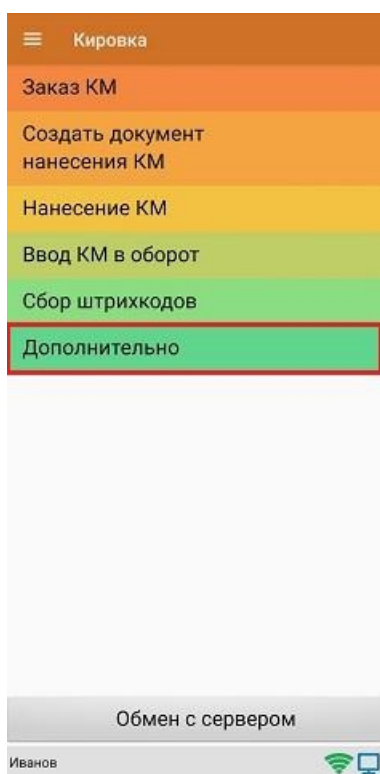 Кировка
Заказ КМ
Создать документ
нанесения КМ
Нанесение КМ
Ввод КМ в оборот
Сбор штрихкодов
Дополнительно
Обмен с сервером
Иванов